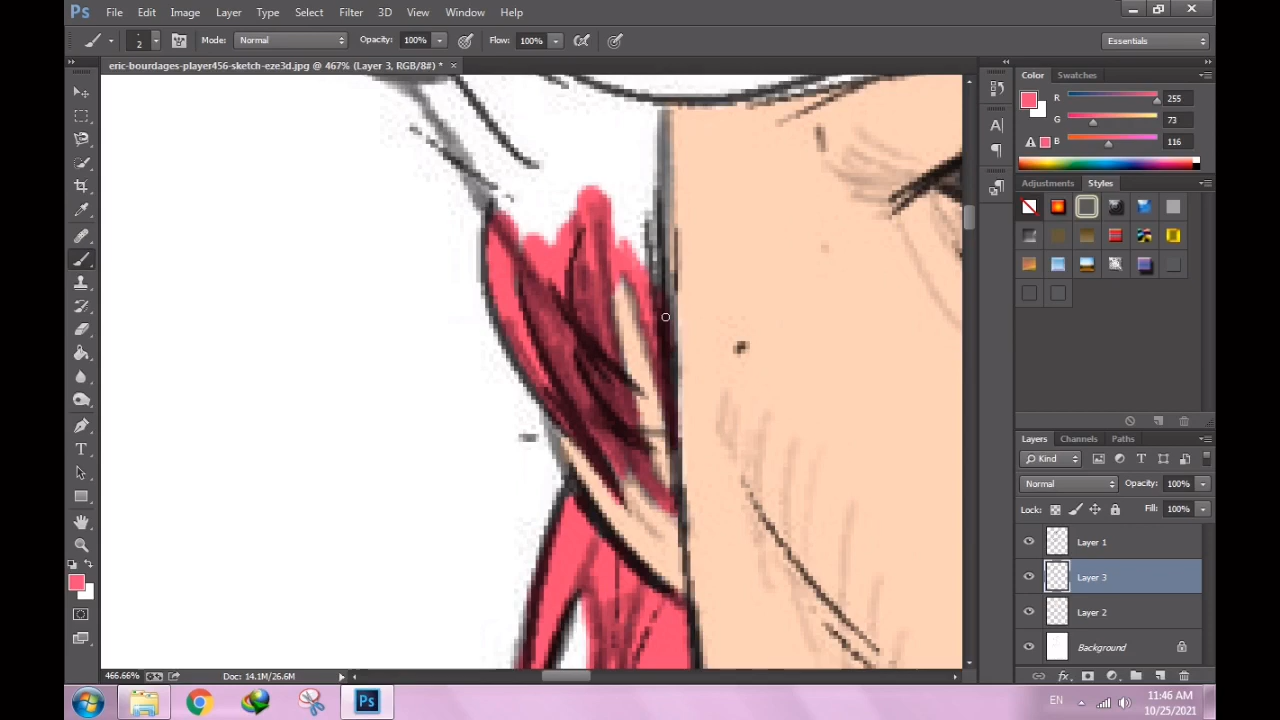 Ps File Edit Image Layer Type Select Filter 3D View Window Help
2 Mode: Normal Opacity: 100% Flow: 100% Essentials
eric-bourdages-player456-sketch-eze3d.jpg @ 467% (Layer 3, RGB/8#) * ×
Color Swatches
R 255
G 73
B 116
Adjustments Styles
Layers Channels Paths
Kind
Normal Opacity: 100%
Lock: Fill: 100%
Layer 1
Layer 3
Layer 2
Background
466.66% Doc: 14.1M/26.6M
fx
Ps EN 11:46 AM
10/25/2021